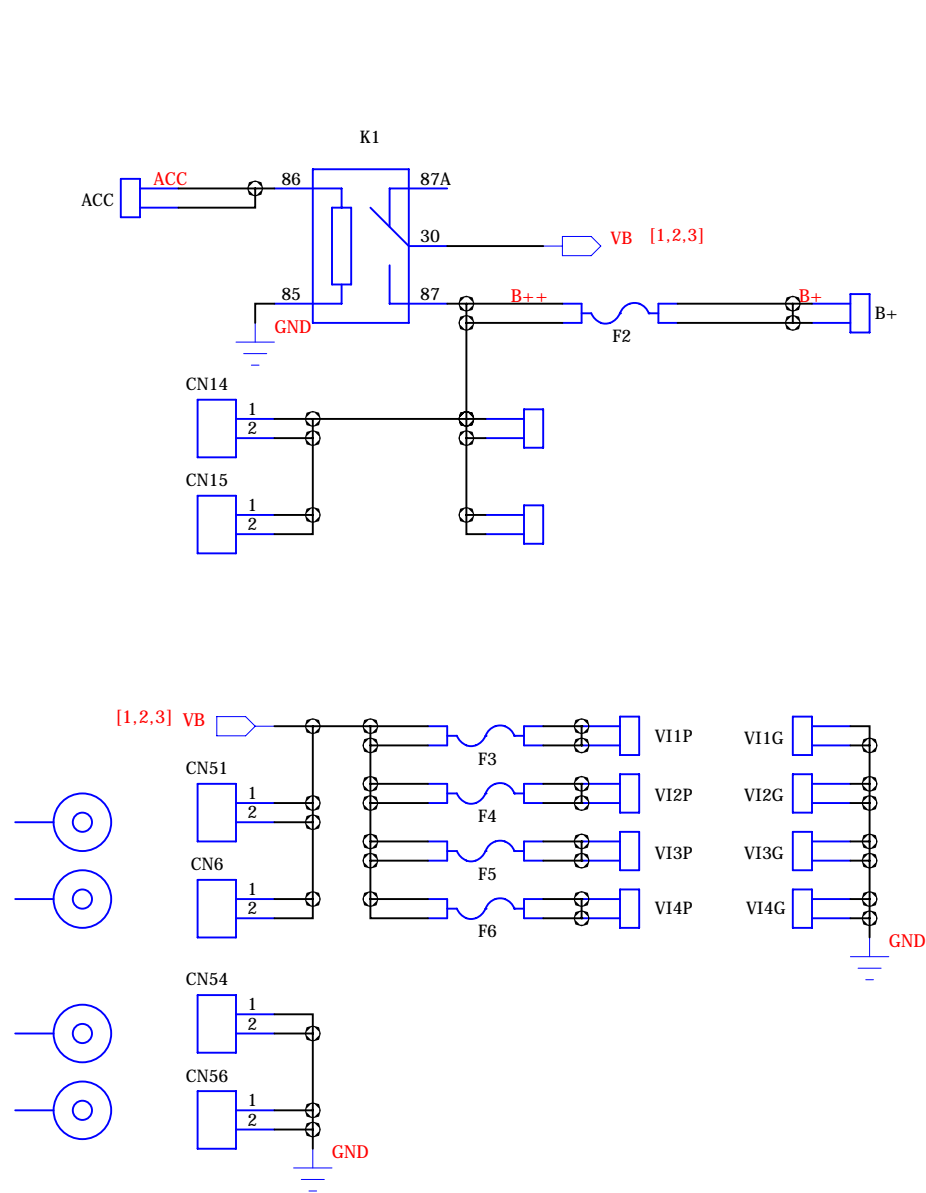 K1
ACC ACC 86 87A
30 VB [1,2,3]
85 87 B++ B+ B+
GND F2
CN14
1
2
CN15
1
2
[1,2,3] VB
F3 VI1P VI1G
CN51
1
2
F4 VI2P VI2G
F5 VI3P VI3G
CN6
1
2
F6 VI4P VI4G
GND
CN54
1
2
CN56
1
2
GND